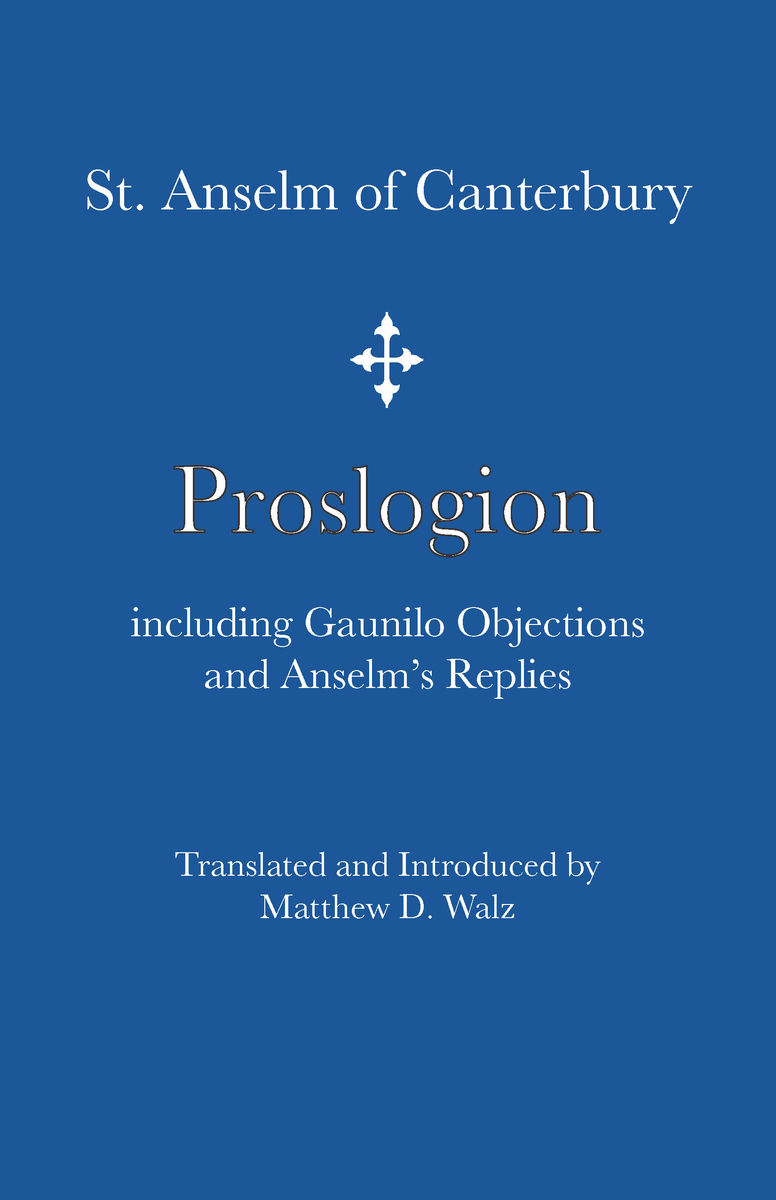 St. Anselm of Canterbury
Proslogion
including Gaunilo Objections
and Anselm’s Replies
Translated and Introduced by
Matthew D. Walz